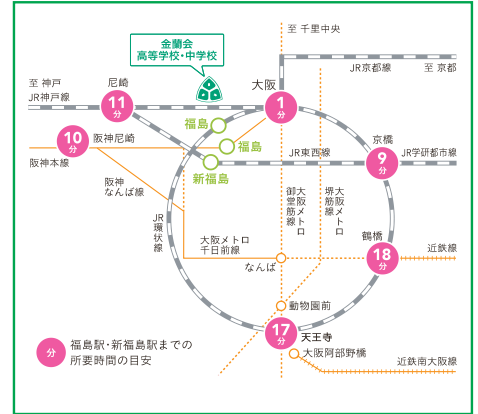 至 千里中央
金蘭会
高等学校・中学校
至 神戸
JR神戸線
尼崎
11分
大阪
1分
JR京都線
至 京都
福島
10分
阪神尼崎
福島
京橋
9分
阪神本線
新福島
JR東西線
JR学研都市線
阪神
なんば線
JR環状線
大阪メトロ
御堂筋線
大阪メトロ
堺筋線
大阪メトロ
千日前線
鶴橋
18分
近鉄線
なんば
動物園前
17分
天王寺
大阪阿部野橋
近鉄南大阪線
分
福島駅・新福島駅までの
所要時間の目安